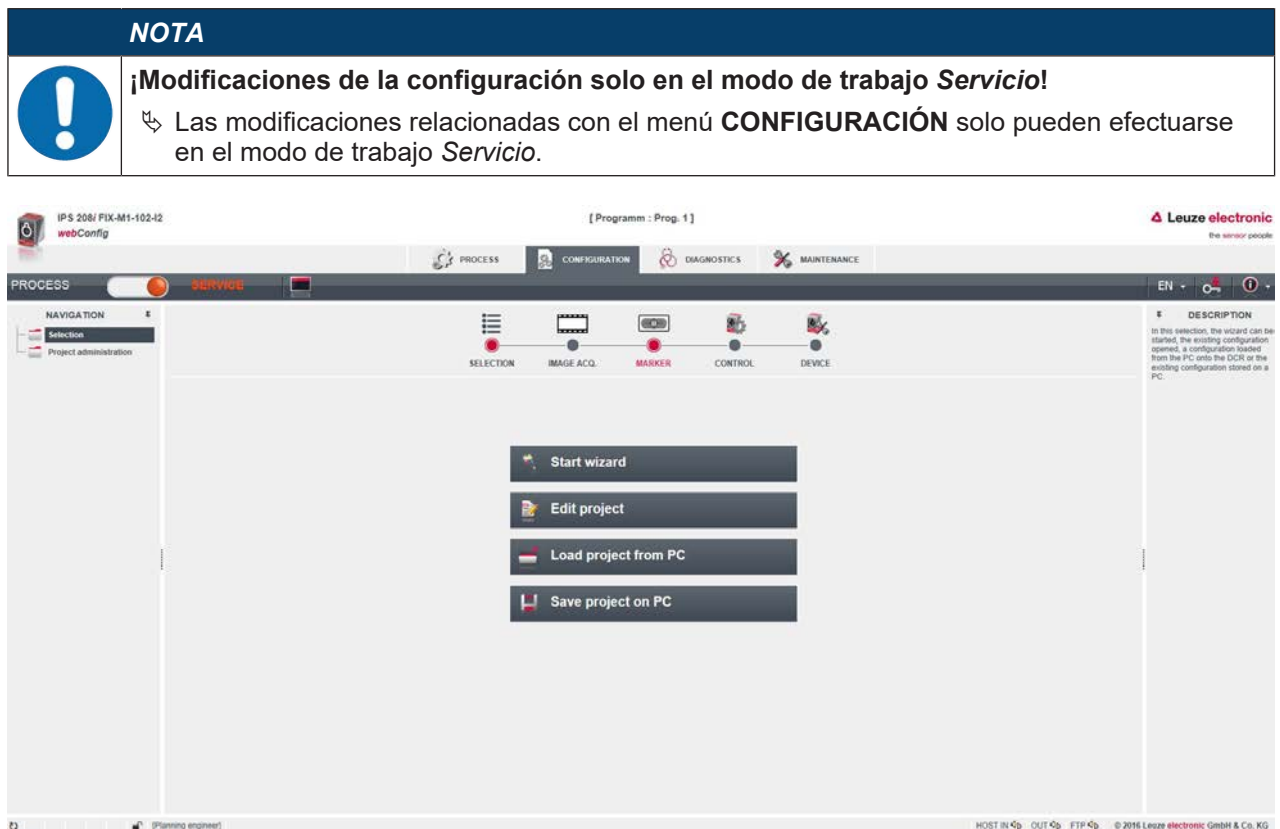 NOTA
¡Modificaciones de la configuración solo en el modo de trabajo Servicio!
Las modificaciones relacionadas con el menú CONFIGURACIÓN solo pueden efectuarse
en el modo de trabajo Servicio.
IPS 208i FIX-M1-102-I2
webConfig
[ Programm : Prog. 1 ]
Leuze electronic
the sensor people
PROCESS CONFIGURATION DIAGNOSTICS MAINTENANCE
PROCESS SERVICE EN
NAVIGATION
Selection
Project administration
SELECTION IMAGE ACQ. MARKER CONTROL DEVICE
DESCRIPTION
In this selection, the wizard can be
started, the existing configuration
opened, a configuration loaded
from the PC onto the DCR or the
existing configuration stored on a
PC.
Start wizard
Edit project
Load project from PC
Save project on PC
[Planning engineer]
HOST IN OUT FTP © 2016 Leuze electronic GmbH & Co. KG